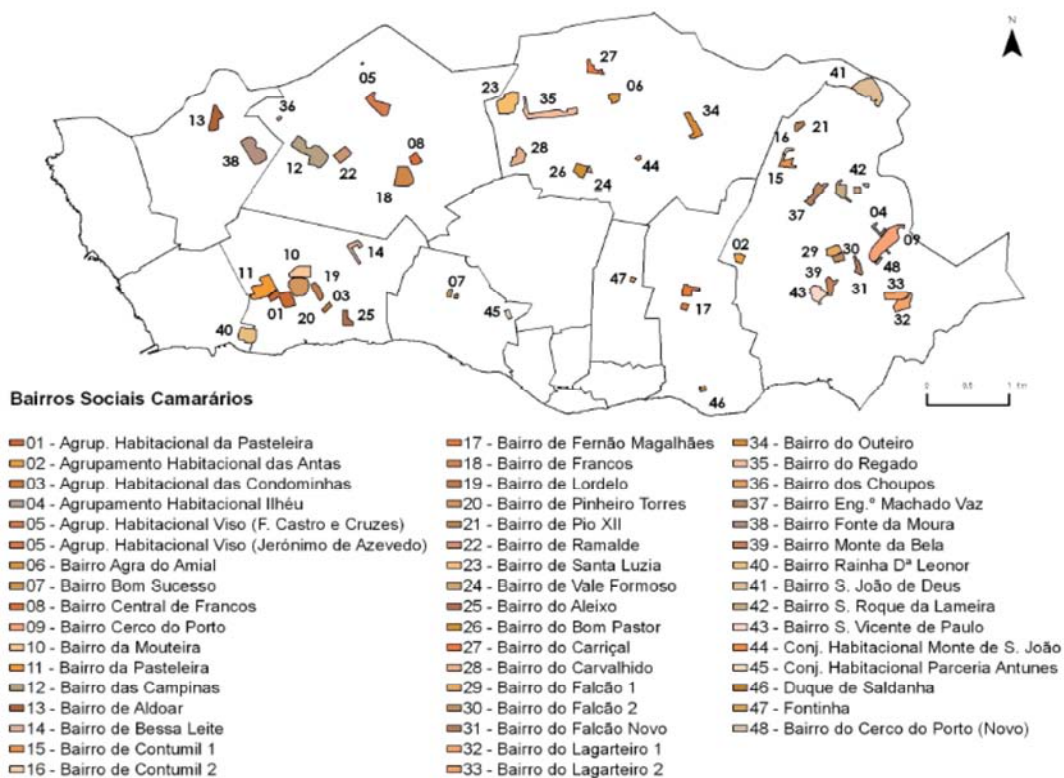 N
41
27
05
23
35
06
34
13
36
21
16
08
28
38
12
22
26
44
15
18
24
42
37
04
14
02
29
30
09
10
11
19
07
47
39
48
31
33
03
43
01
20
25
45
17
32
40
46
0 0.5 1
Bairros Sociais Camarários
01 - Agrup. Habitacional da Pasteleira
02 - Agrupamento Habitacional das Antas
03 - Agrup. Habitacional das Condominhas
04 - Agrupamento Habitacional Ilhéu
05 - Agrup. Habitacional Viso (F. Castro e Cruzes)
05 - Agrup. Habitacional Viso (Jerónimo de Azevedo)
06 - Bairro Agra do Amial
07 - Bairro Bom Sucesso
08 - Bairro Central de Francos
09 - Bairro Cerco do Porto
10 - Bairro da Mouteira
11 - Bairro da Pasteleira
12 - Bairro das Campinas
13 - Bairro de Aldoar
14 - Bairro de Bessa Leite
15 - Bairro de Contumil 1
16 - Bairro de Contumil 2
17 - Bairro de Fernão Magalhães
18 - Bairro de Francos
19 - Bairro de Lordelo
20 - Bairro de Pinheiro Torres
21 - Bairro de Pio XII
22 - Bairro de Ramalde
23 - Bairro de Santa Luzia
24 - Bairro de Vale Formoso
25 - Bairro do Aleixo
26 - Bairro do Bom Pastor
27 - Bairro do Carriçal
28 - Bairro do Carvalhido
29 - Bairro do Falcão 1
30 - Bairro do Falcão 2
31 - Bairro do Falcão Novo
32 - Bairro do Lagarteiro 1
33 - Bairro do Lagarteiro 2
34 - Bairro do Outeiro
35 - Bairro do Regado
36 - Bairro dos Choupos
37 - Bairro Eng.º Machado Vaz
38 - Bairro Fonte da Moura
39 - Bairro Monte da Bela
40 - Bairro Rainha Dª Leonor
41 - Bairro S. João de Deus
42 - Bairro S. Roque da Lameira
43 - Bairro S. Vicente de Paulo
44 - Conj. Habitacional Monte de S. João
45 - Conj. Habitacional Parceria Antunes
46 - Duque de Saldanha
47 - Fontinha
48 - Bairro do Cerco do Porto (Novo)